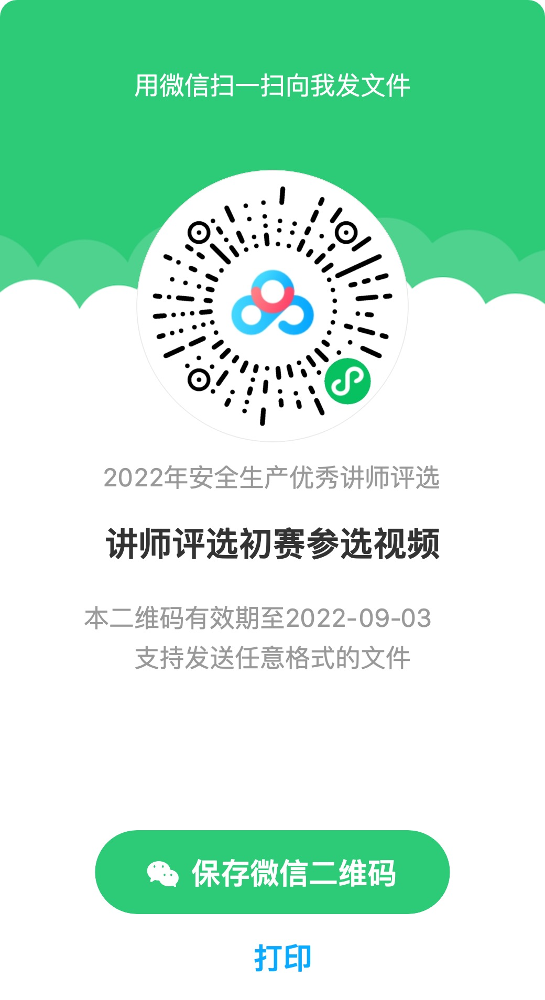 用微信扫一扫向我发文件
2022年安全生产优秀讲师评选
讲师评选初赛参选视频
本二维码有效期至2022-09-03
支持发送任意格式的文件
保存微信二维码
打印